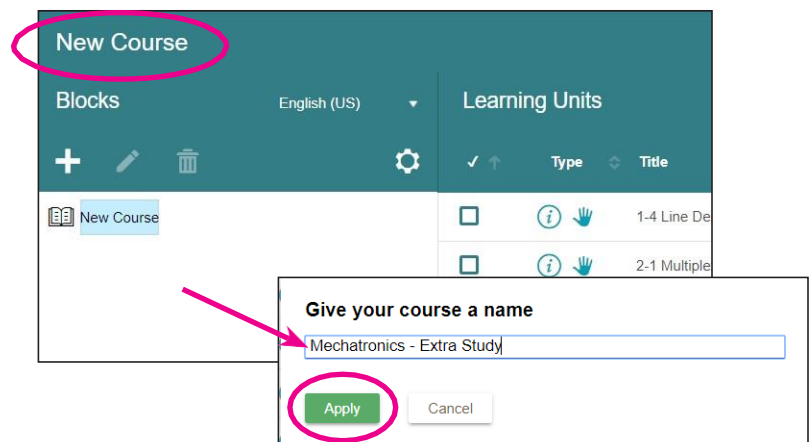 New Course
Blocks English (US) Learning Units
✓ Type Title
New Course
1-4 Line De
2-1 Multiple
Give your course a name
Mechatronics - Extra Study
Apply Cancel